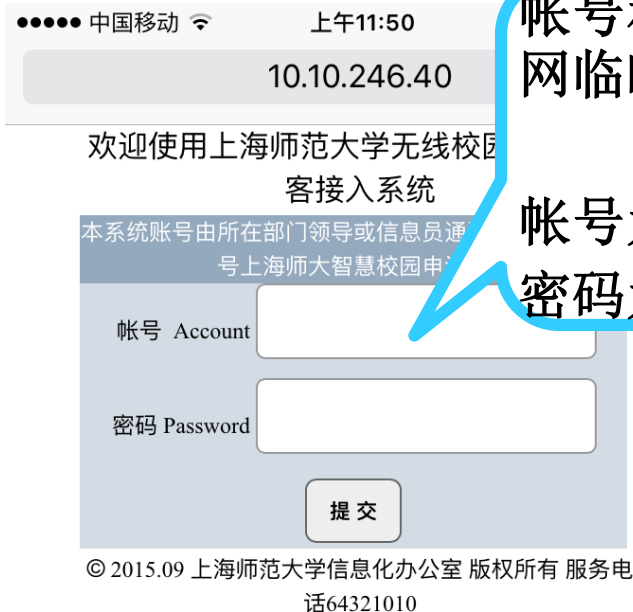 中国移动 上午11:50
10.10.246.40
欢迎使用上海师范大学无线校
客接入系统
本系统账号由所在部门领导或信息员通
号上海师大智慧校园申
帐号
网临
帐号
密码
帐号 Account
密码 Password
提 交
© 2015.09 上海师范大学信息化办公室 版权所有 服务电
话64321010